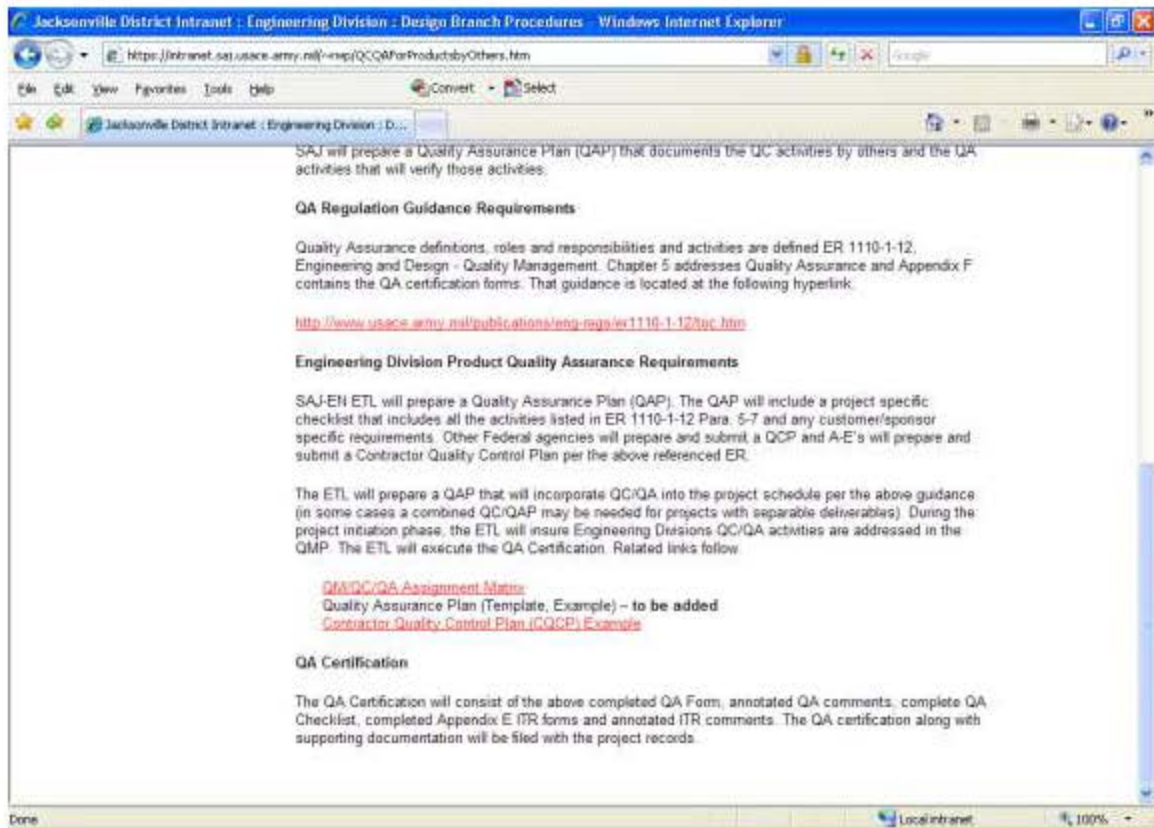 Jacksonville District Intranet : Engineering Division : Design Branch Procedures - Windows Internet Explorer
File Edit View Favorites Tools Help
Convert Select
Jacksonville District Intranet : Engineering Division : D...
SAJ will prepare a Quality Assurance Plan (QAP) that documents the QC activities by others and the QA
activities that will verify those activities.
QA Regulation Guidance Requirements
Quality Assurance definitions, roles and responsibilities and activities are defined ER 1110-1-12,
Engineering and Design - Quality Management. Chapter 5 addresses Quality Assurance and Appendix F
contains the QA certification forms. That guidance is located at the following hyperlink.
http://www.usace.army.mil/publications/eng-regs/er1110-1-12/toc.htm
Engineering Division Product Quality Assurance Requirements
SAJ-EN ETL will prepare a Quality Assurance Plan (QAP). The QAP will include a project specific
checklist that includes all the activities listed in ER 1110-1-12 Para. 5-7 and any customer/sponsor
specific requirements. Other Federal agencies will prepare and submit a QCP and A-E's will prepare and
submit a Contractor Quality Control Plan per the above referenced ER.
The ETL will prepare a QAP that will incorporate QC/QA into the project schedule per the above guidance
(in some cases a combined QC/QAP may be needed for projects with separable deliverables). During the
project initiation phase, the ETL will insure Engineering Divisions QC/QA activities are addressed in the
QMP. The ETL will execute the QA Certification. Related links follow.
QM/QC/QA Assignment Matrix
Quality Assurance Plan (Template, Example) – to be added
Contractor Quality Control Plan (CQCP) Example
QA Certification
The QA Certification will consist of the above completed QA Form, annotated QA comments, complete QA
Checklist, completed Appendix E ITR forms and annotated ITR comments. The QA certification along with
supporting documentation will be filed with the project records.
Done Local intranet 100%